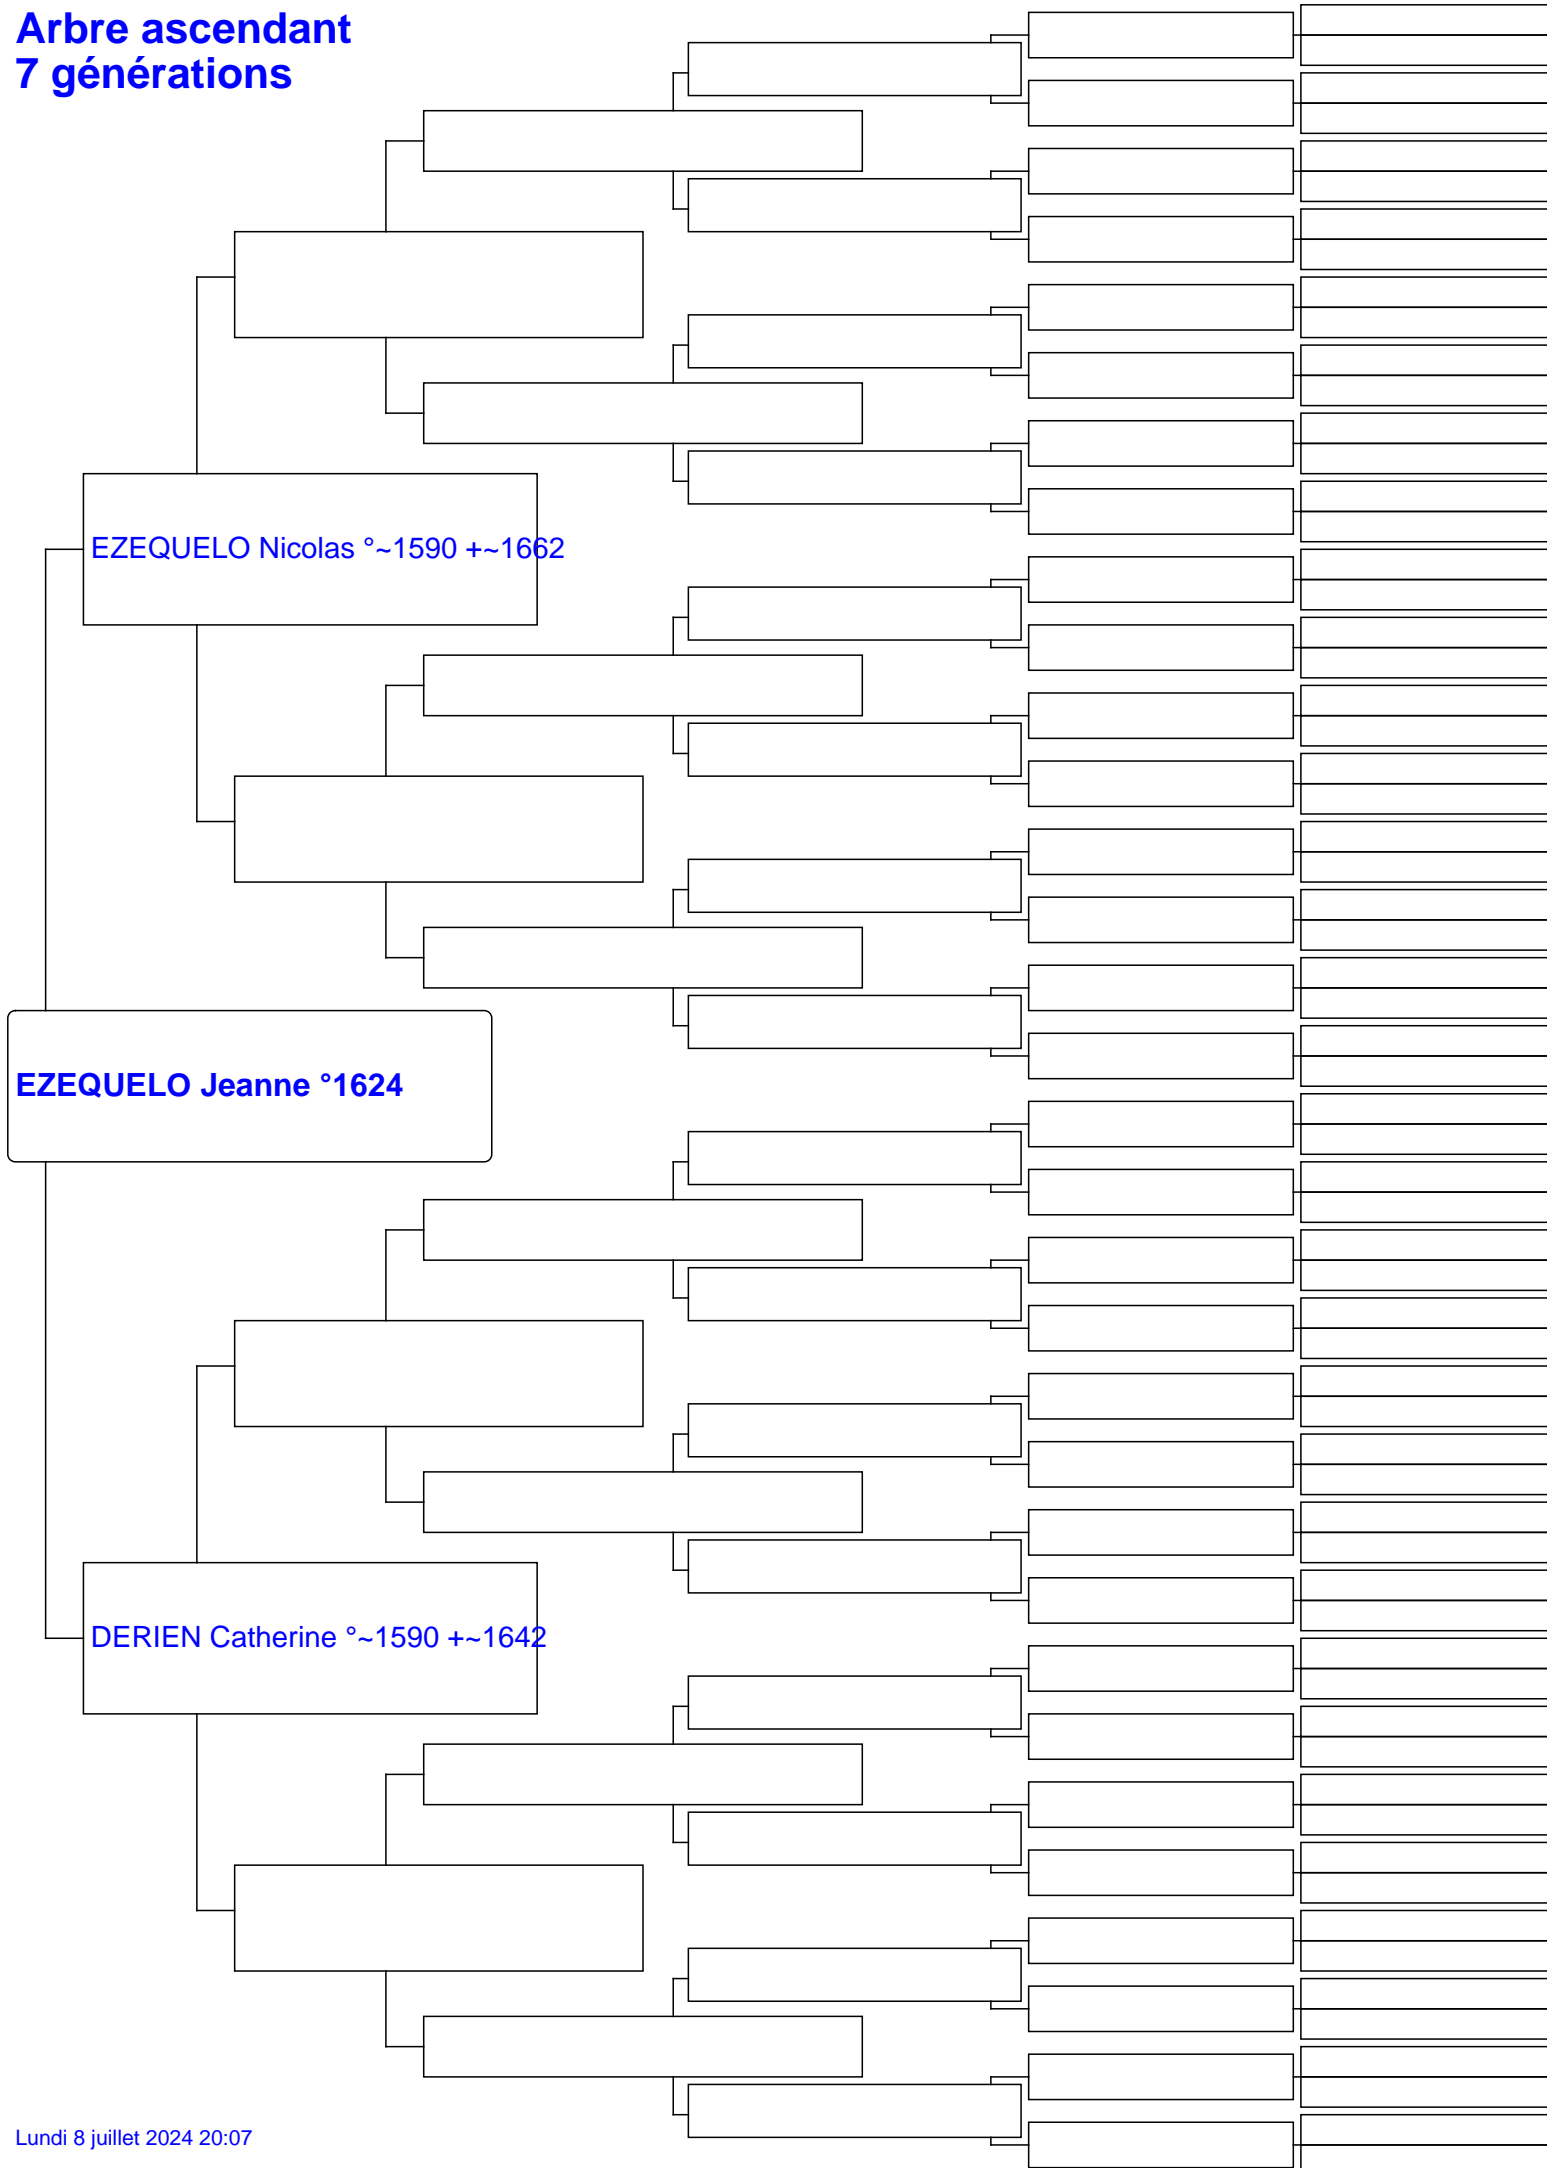 Arbre ascendant
7 générations
EZEQUELO Nicolas °~1590 +~1662
EZEQUELO Jeanne °1624
DERIEN Catherine °~1590 +~1642
Lundi 8 juillet 2024 20:07